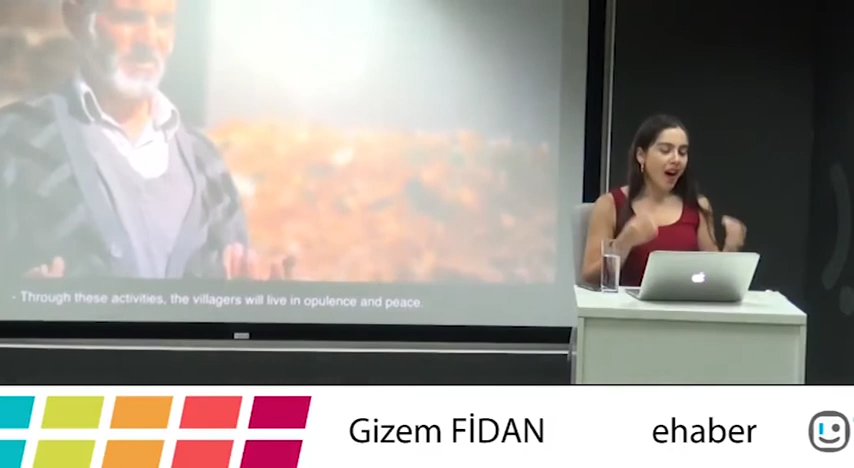 - Through these activities, the villagers will live in opulence and peace.
Gizem FİDAN
ehaber